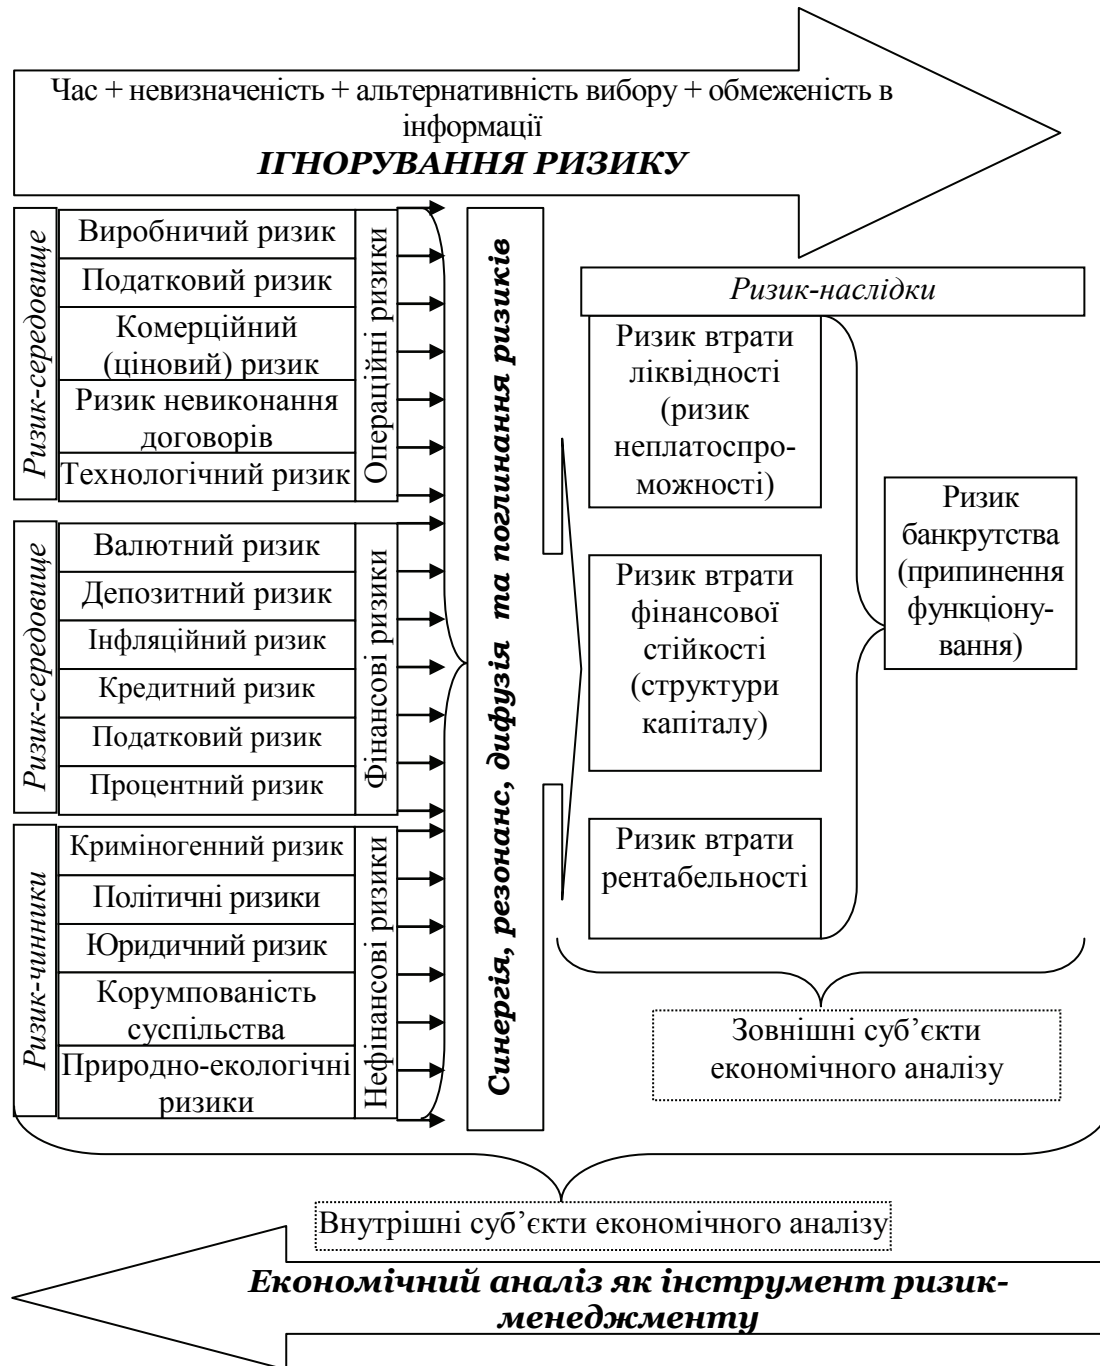 Час + невизначеність + альтернативність вибору + обмеженість в
інформації
ІГНОРУВАННЯ РИЗИКУ
Ризик-середовище
Виробничий ризик
Податковий ризик
Комерційний
(ціновий) ризик
Ризик невиконання
договорів
Технологічний ризик
Операційні ризики
Ризик-середовище
Валютний ризик
Депозитний ризик
Інфляційний ризик
Кредитний ризик
Податковий ризик
Процентний ризик
Фінансові ризики
Ризик-чинники
Криміногенний ризик
Політичні ризики
Юридичний ризик
Корумпованість
суспільства
Природно-екологічні
ризики
Нефінансові ризики
Синергія, резонанс, дифузія та поглинання ризиків
Ризик-наслідки
Ризик втрати
ліквідності
(ризик
неплатоспро-
можності)
Ризик втрати
фінансової
стійкості
(структури
капіталу)
Ризик втрати
рентабельності
Ризик
банкрутства
(припинення
функціону-
вання)
Зовнішні суб’єкти
економічного аналізу
Внутрішні суб’єкти економічного аналізу
Економічний аналіз як інструмент ризик-
менеджменту